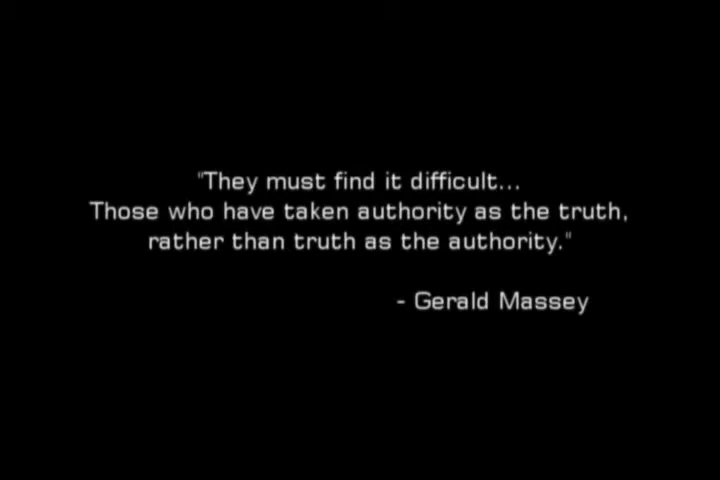 "They must find it difficult...
Those who have taken authority as the truth,
rather than truth as the authority."
- Gerald Massey